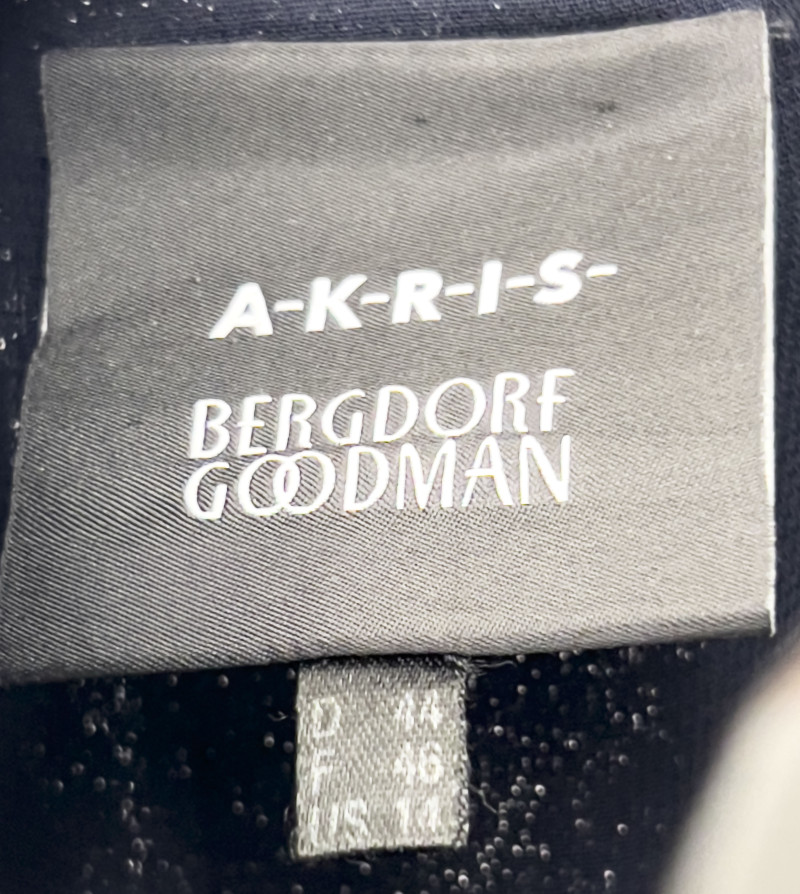 A-K-R-I-S-
BERGDORF
GOODMAN
D 44
F 46
US 14